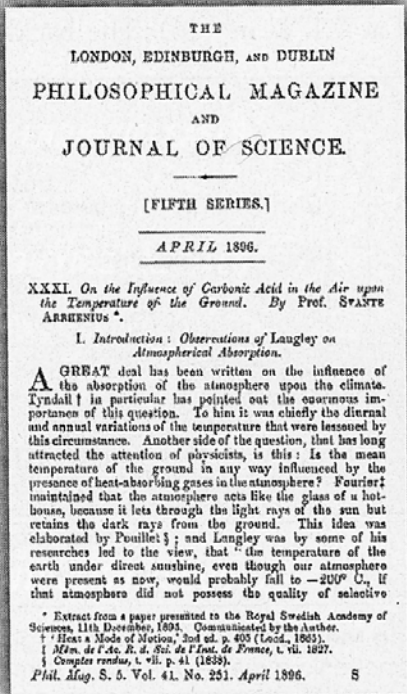 THE
LONDON, EDINBURGH, AND DUBLIN
PHILOSOPHICAL MAGAZINE
AND
JOURNAL OF SCIENCE.
[FIFTH SERIES.]
APRIL 1896.
XXXI. On the Influence of Carbonic Acid in the Air upon
the Temperature of the Ground. By Prof. SVANTE
ARRHENIUS *.
I. Introduction : Observations of Langley on
Atmospherical Absorption.
A GREAT deal has been written on the influence of
the absorption of the atmosphere upon the climate.
Tyndall † in particular has pointed out the enormous im-
portance of this question. To him it was chiefly the diurnal
and annual variations of the temperature that were lessened by
this circumstance. Another side of the question, that has long
attracted the attention of physicists, is this : Is the mean
temperature of the ground in any way influenced by the
presence of heat-absorbing gases in the atmosphere ? Fourier‡
maintained that the atmosphere acts like the glass of a hot-
house, because it lets through the light rays of the sun but
retains the dark rays from the ground. This idea was
elaborated by Pouillet § ; and Langley was by some of his
researches led to the view, that “ the temperature of the
earth under direct sunshine, even though our atmosphere
were present as now, would probably fall to −200° C., if
that atmosphere did not possess the quality of selective
* Extract from a paper presented to the Royal Swedish Academy of
Sciences, 11th December, 1895. Communicated by the Author.
† ‘ Heat a Mode of Motion,’ 2nd ed. p. 405 (Lond., 1865).
‡ Mém. de l'Ac. R. d. Sci. de l'Inst. de France, t. vii. 1827.
§ Comptes rendus, t. vii. p. 41 (1838).
Phil. Mag. S. 5. Vol. 41. No. 251. April 1896. S